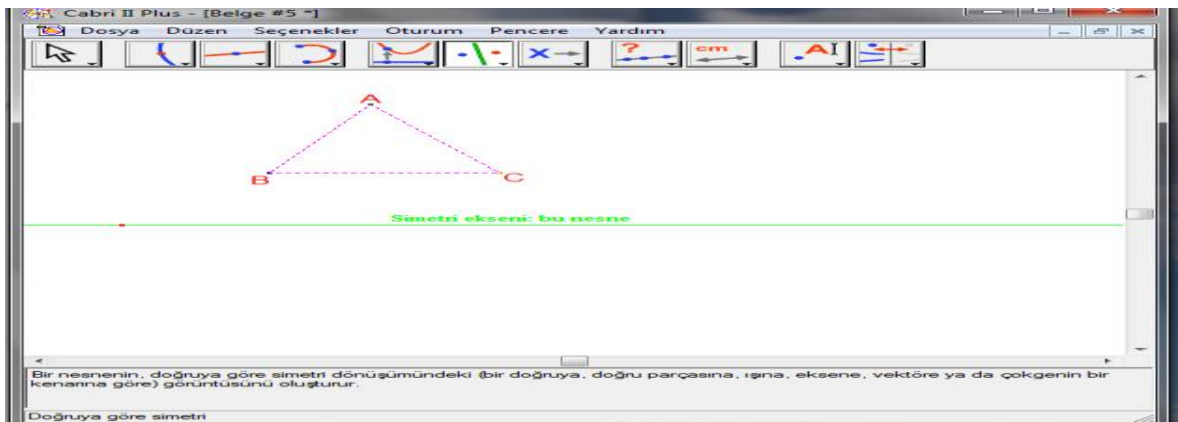 Cabri II Plus - [Belge #5 *]
Dosya Düzen Seçenekler Oturum Pencere Yardım
? cm A
A
B C
Simetri ekseni: bu nesne
Bir nesnenin, doğruya göre simetri dönüşümündeki (bir doğruya, doğru parçasına, ışına, eksene, vektöre ya da çokgenin bir
kenarına göre) görüntüsünü oluşturur.
Doğruya göre simetri